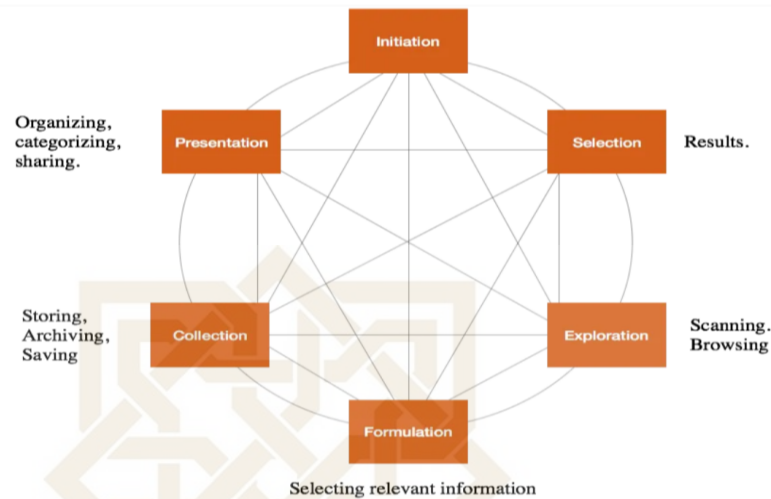 Initiation
Organizing,
categorizing,
sharing.
Presentation
Selection
Results.
Storing,
Archiving,
Saving
Collection
Exploration
Scanning.
Browsing
Formulation
Selecting relevant information